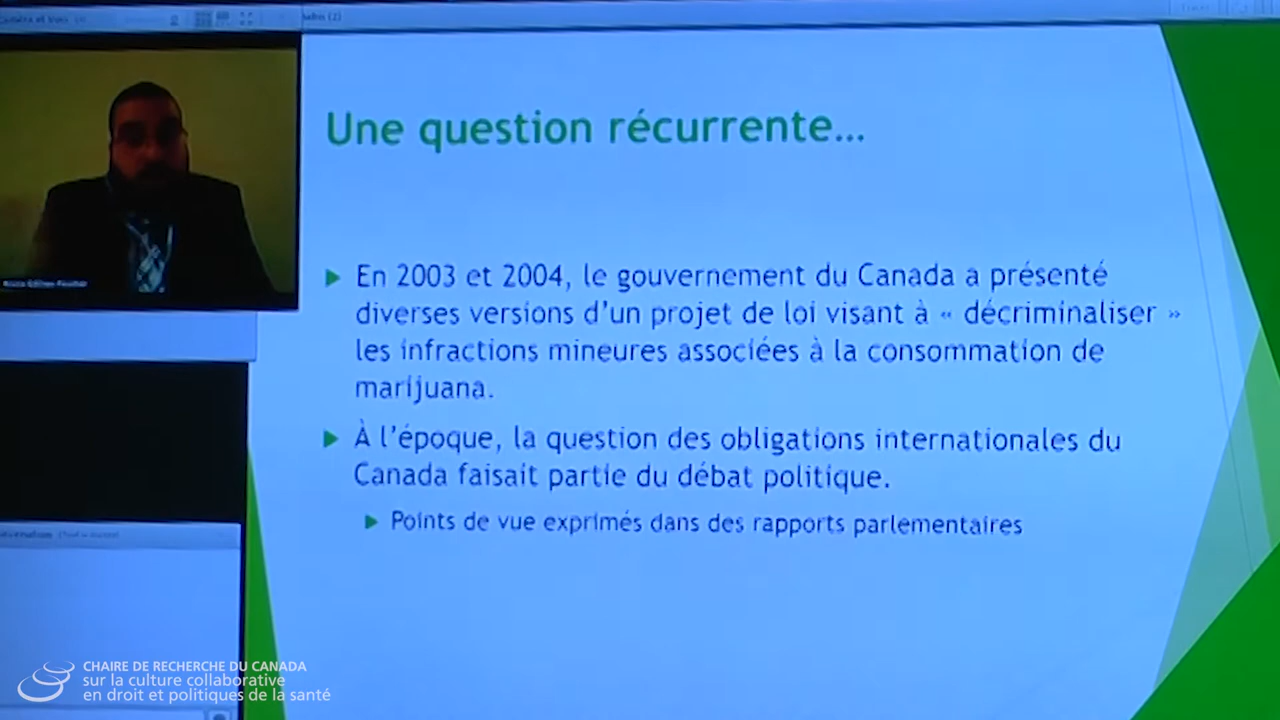 Une question récurrente...
En 2003 et 2004, le gouvernement du Canada a présenté
diverses versions d'un projet de loi visant à « décriminaliser »
les infractions mineures associées à la consommation de
marijuana.
À l'époque, la question des obligations internationales du
Canada faisait partie du débat politique.
Points de vue exprimés dans des rapports parlementaires
CHAIRE DE RECHERCHE DU CANADA
sur la culture collaborative
en droit et politiques de la santé